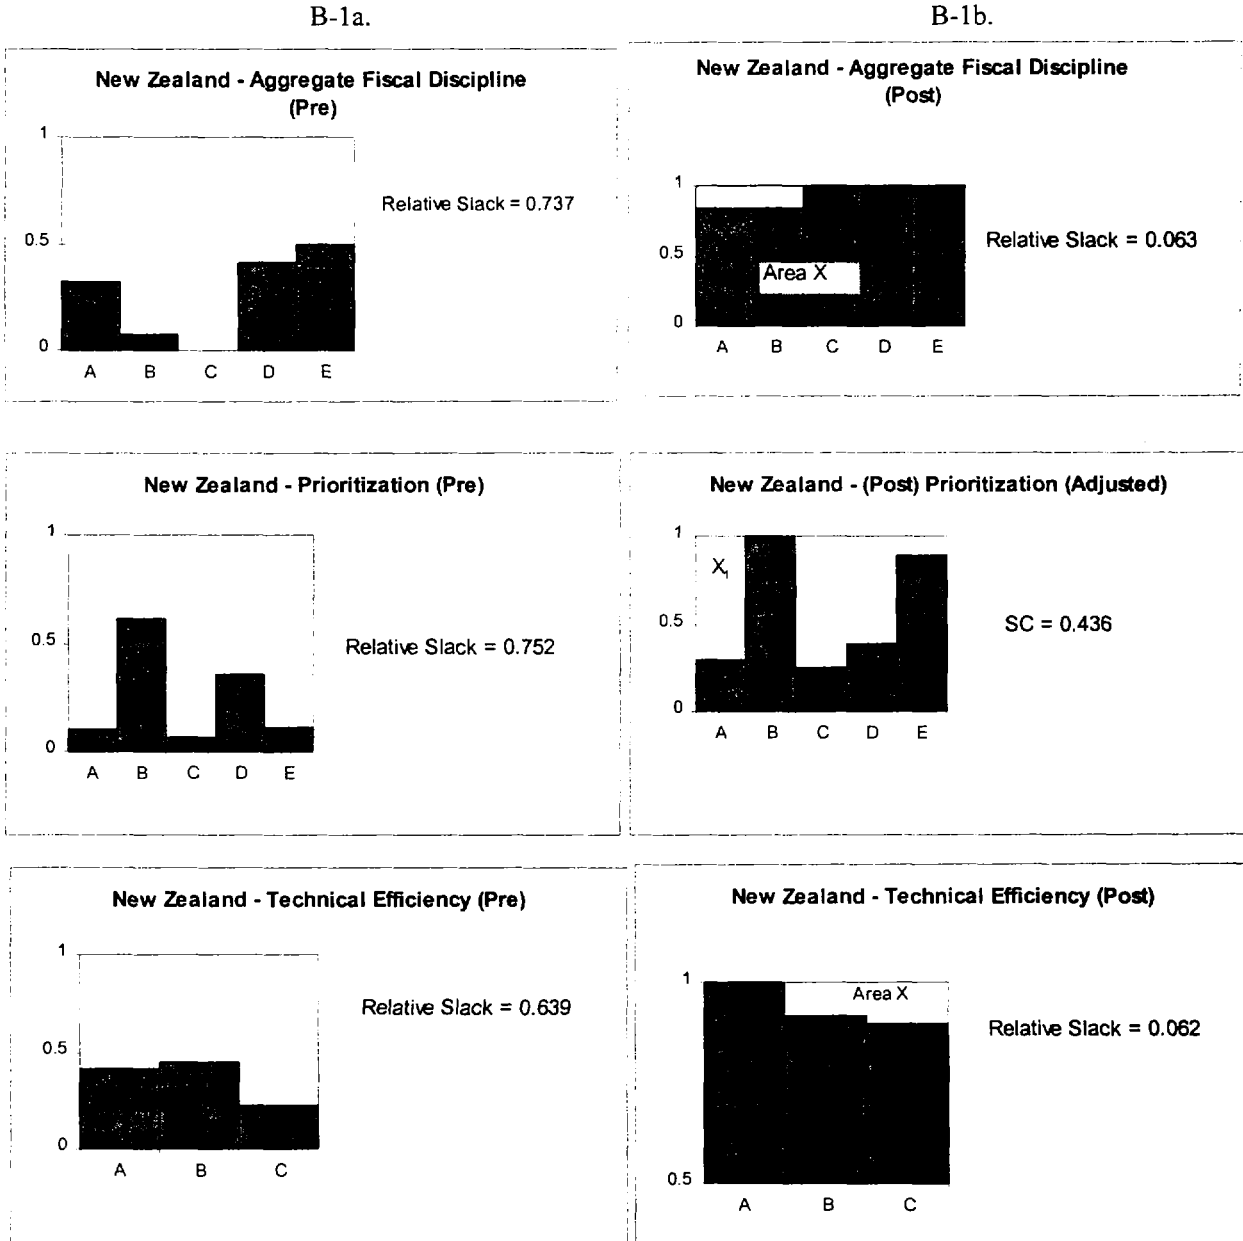 B-1a.
B-1b.
New Zealand - Aggregate Fiscal Discipline
(Pre)
1
0.5
0
A B C D E
Relative Slack = 0.737
New Zealand - Aggregate Fiscal Discipline
(Post)
1
0.5
0
Area X
A B C D E
Relative Slack = 0.063
New Zealand - Prioritization (Pre)
1
0.5
0
A B C D E
Relative Slack = 0.752
New Zealand - (Post) Prioritization (Adjusted)
1
0.5
0
X₁
A B C D E
SC = 0.436
New Zealand - Technical Efficiency (Pre)
1
0.5
0
A B C
Relative Slack = 0.639
New Zealand - Technical Efficiency (Post)
1
0.5
Area X
A B C
Relative Slack = 0.062